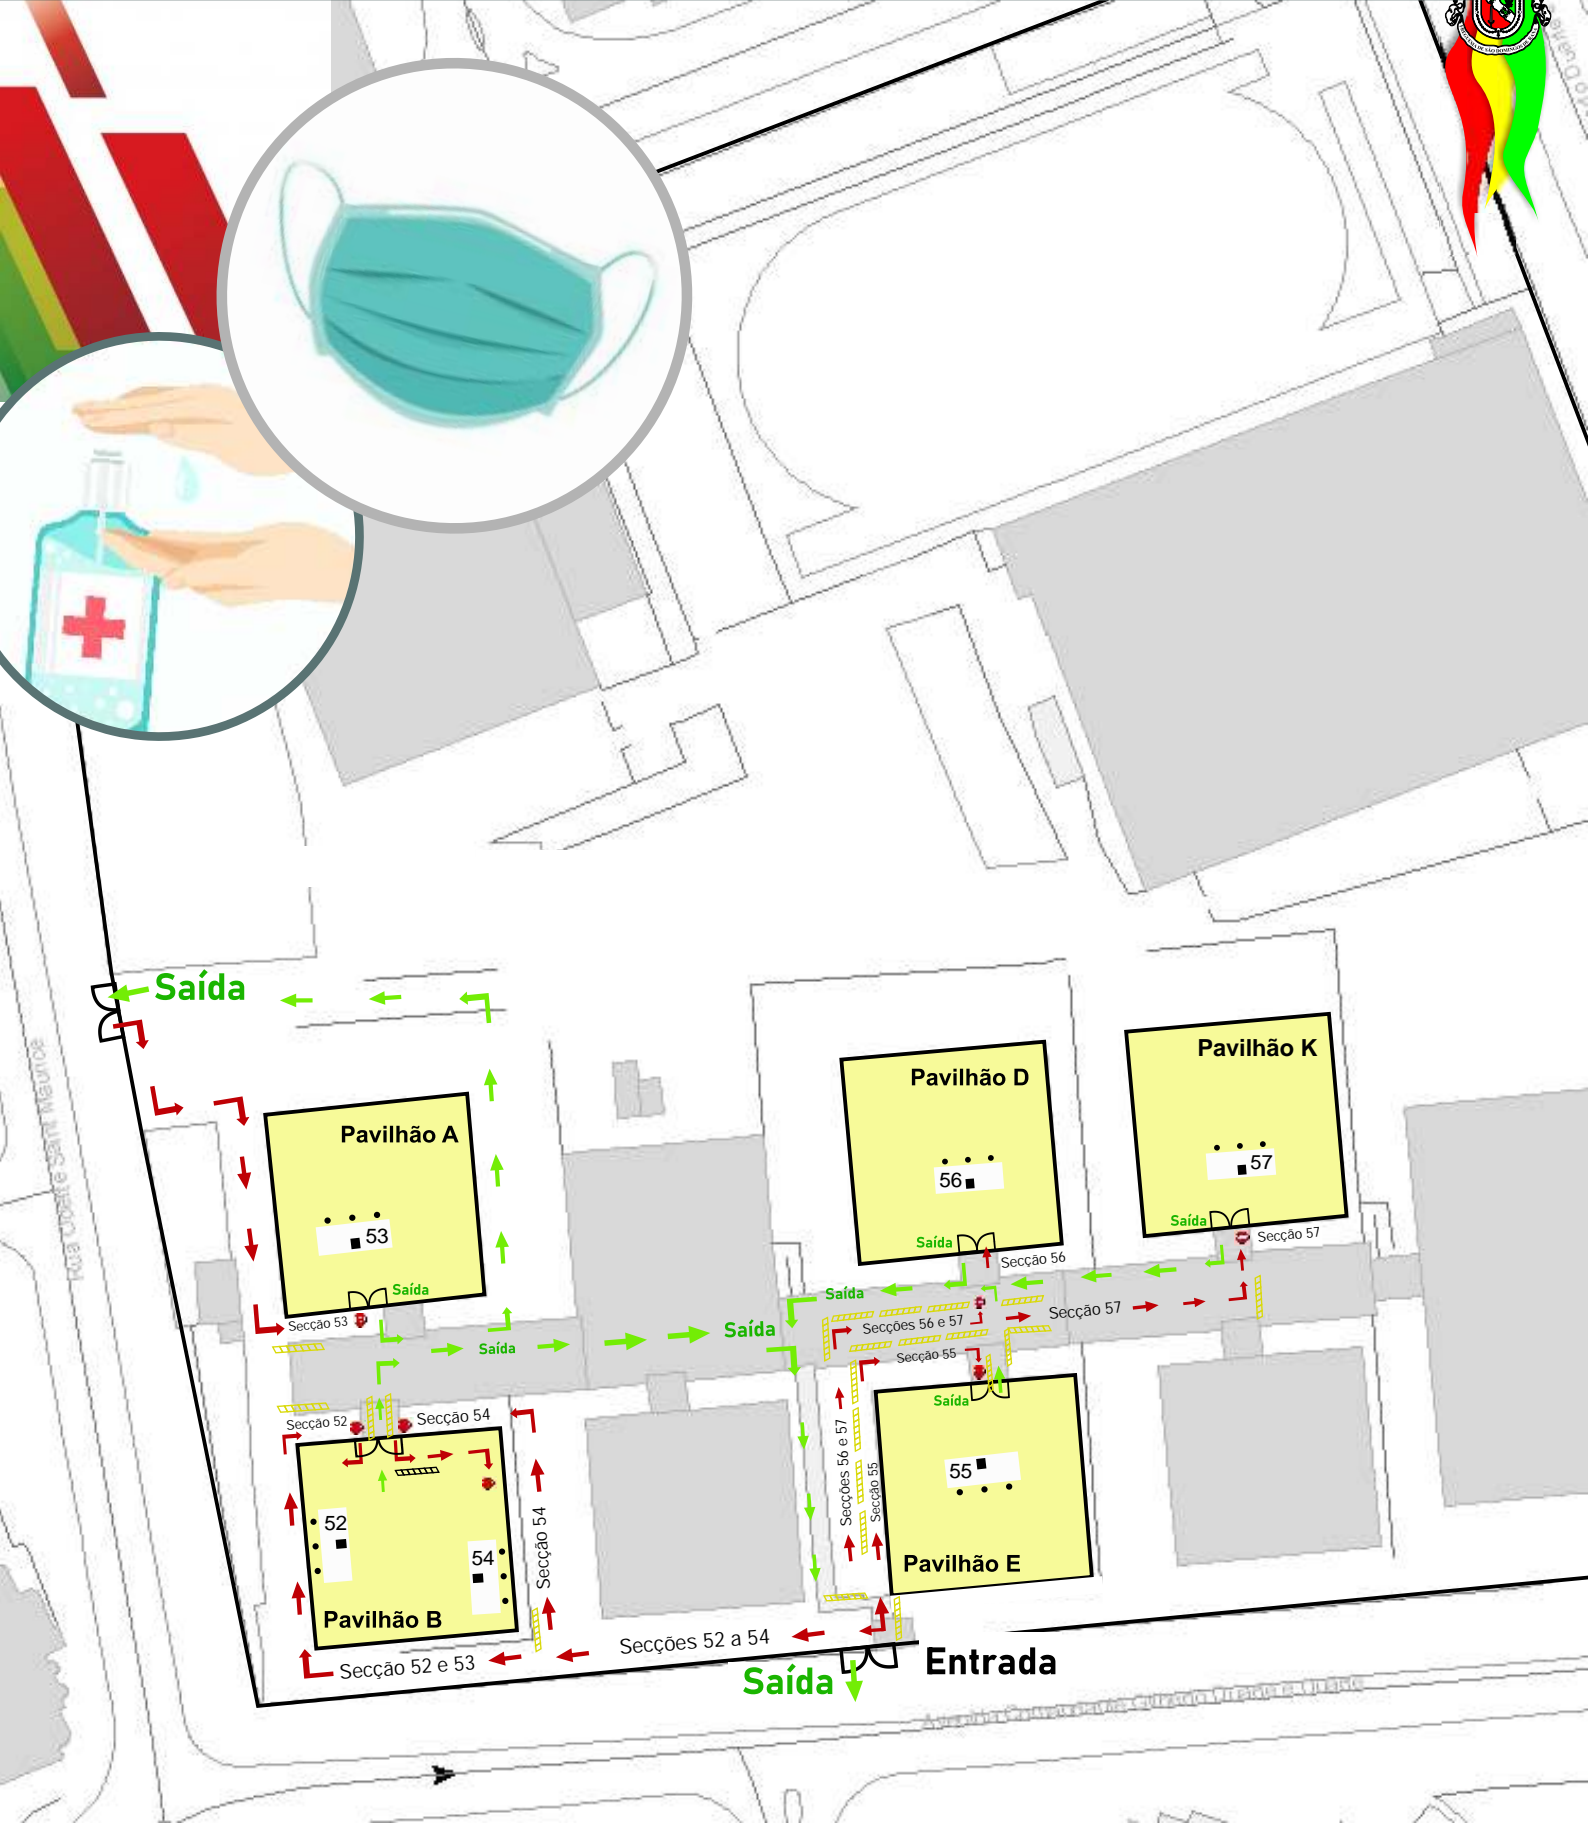 Saída
Pavilhão K
Pavilhão D
Pavilhão A
57
56
53
Saída
Secção 57
Saída
Secção 56
Saída
Saída
Secção 53
Secções 56 e 57
Secção 57
Saída
Saída
Secção 55
Saída
Secção 52
Secção 54
Secções 56 e 57
Secção 55
55
52
54
Secção 54
Pavilhão E
Pavilhão B
Secções 52 a 54
Secção 52 e 53
Entrada
Saída